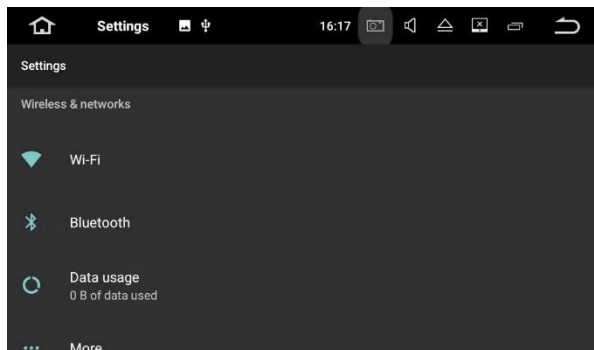 Settings 16:17
Settings
Wireless & networks
Wi-Fi
Bluetooth
Data usage
0 B of data used
More